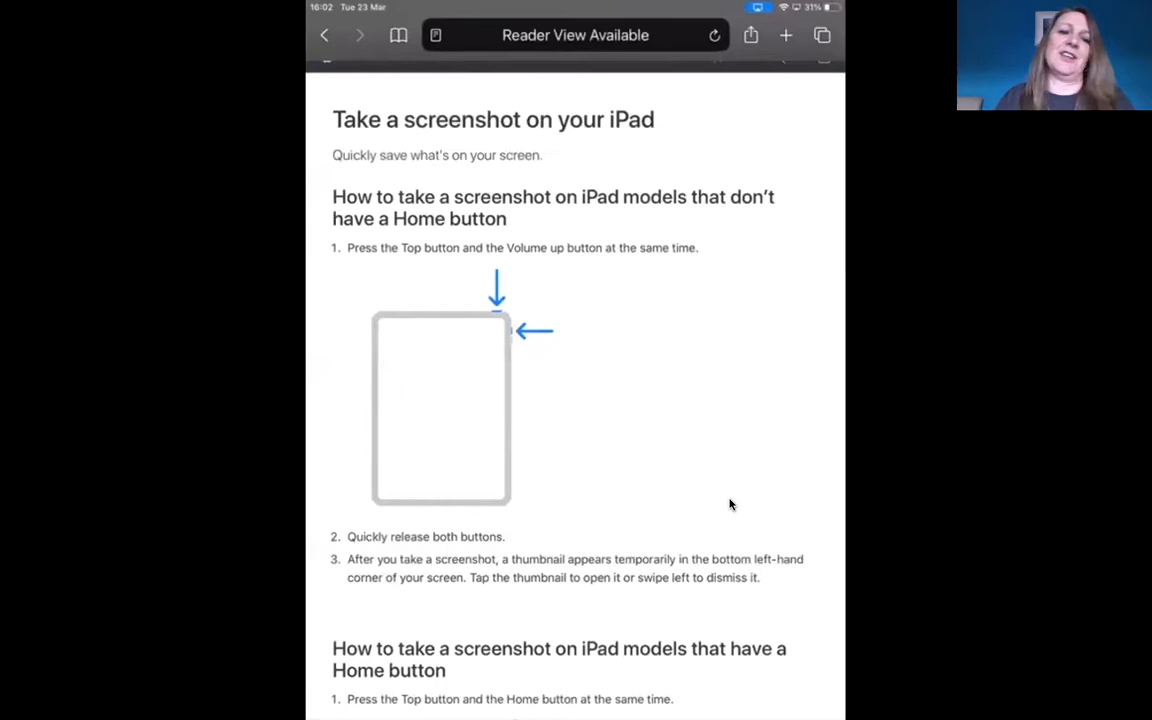 16:02 Tue 23 Mar
31%
Reader View Available
Take a screenshot on your iPad
Quickly save what's on your screen.
How to take a screenshot on iPad models that don’t
have a Home button
1. Press the Top button and the Volume up button at the same time.
2. Quickly release both buttons.
3. After you take a screenshot, a thumbnail appears temporarily in the bottom left-hand
corner of your screen. Tap the thumbnail to open it or swipe left to dismiss it.
How to take a screenshot on iPad models that have a
Home button
1. Press the Top button and the Home button at the same time.